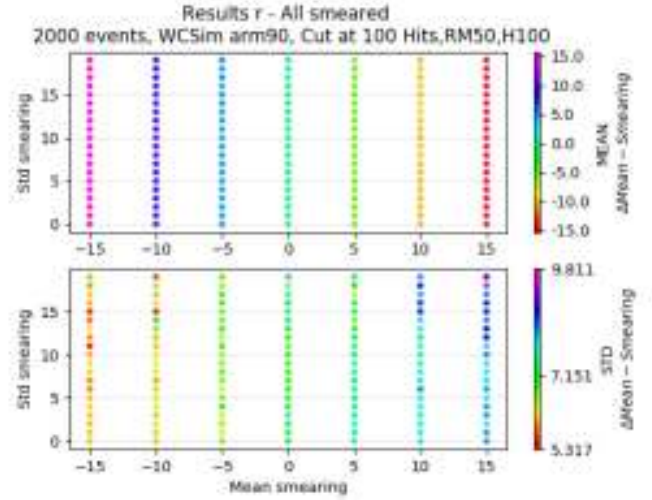 Results r - All smeared
2000 events, WCSim arm90, Cut at 100 Hits,RM50,H100
Std smearing
15
10
5
0
−15 −10 −5 0 5 10 15
15.0
10.0
5.0
0.0
-5.0
-10.0
-15.0
MEAN
ΔMean − Smearing
Std smearing
15
10
5
0
−15 −10 −5 0 5 10 15
Mean smearing
9.811
7.151
5.317
STD
ΔMean − Smearing